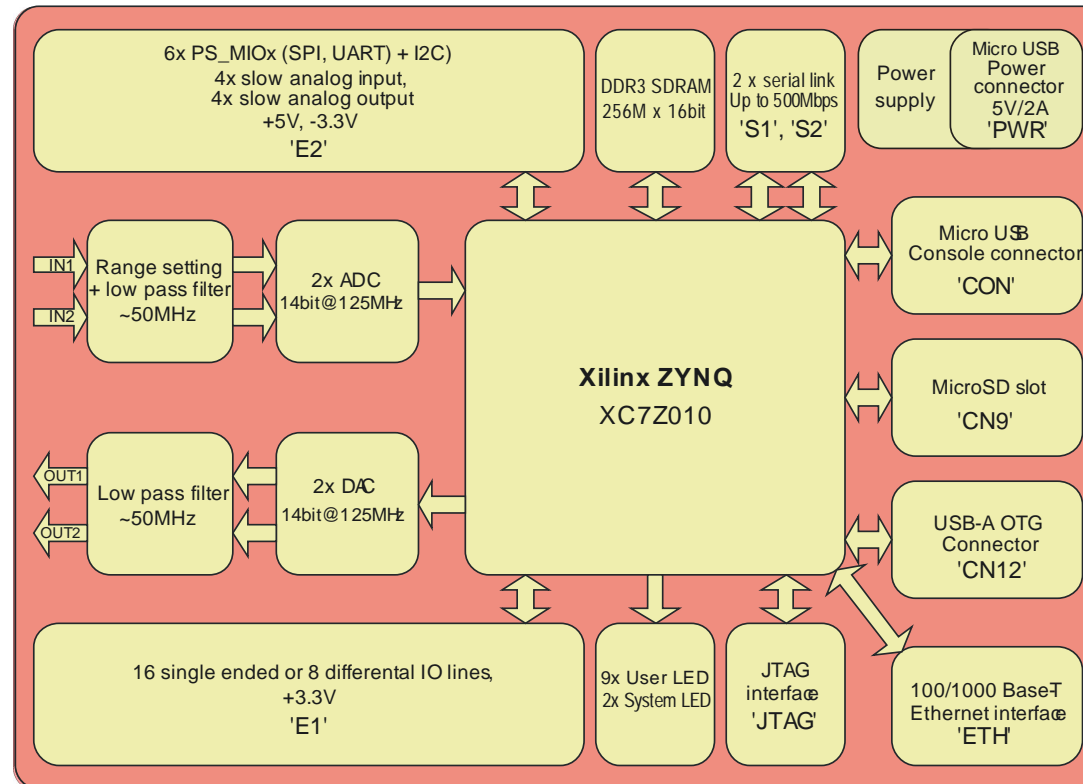 6x PS_MIOx (SPI, UART) + I2C)
4x slow analog input,
4x slow analog output
+5V, -3.3V
'E2'
DDR3 SDRAM
256M x 16bit
2 x serial link
Up to 500Mbps
'S1', 'S2'
Power
supply
Micro USB
Power
connector
5V/2A
'PWR'
IN1
IN2
Range setting
+ low pass filter
~50MHz
2x ADC
14bit@125MHz
Xilinx ZYNQ
XC7Z010
Micro USB
Console connector
'CON'
MicroSD slot
'CN9'
OUT1
OUT2
Low pass filter
~50MHz
2x DAC
14bit@125MHz
USB-A OTG
Connector
'CN12'
16 single ended or 8 differental IO lines,
+3.3V
'E1'
9x User LED
2x System LED
JTAG
interface
'JTAG'
100/1000 Base-T
Ethernet interface
'ETH'